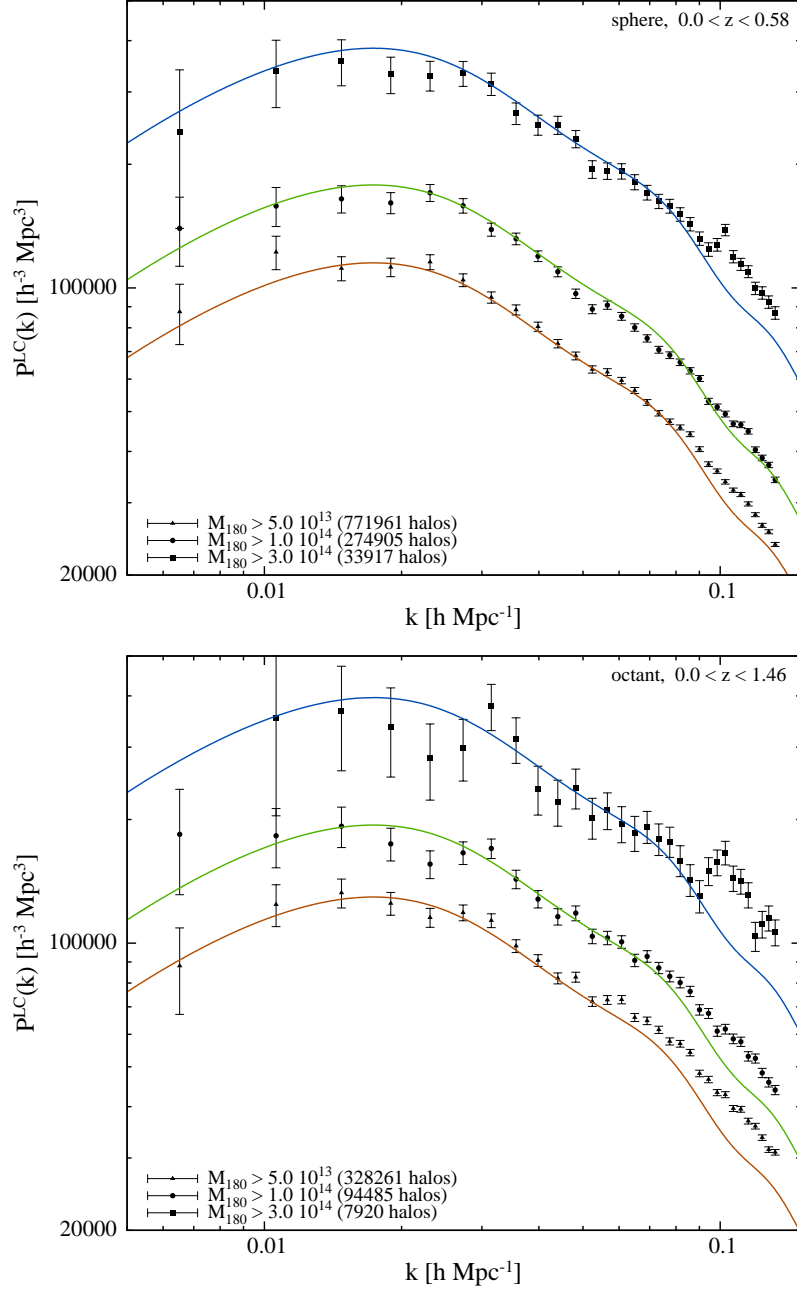 sphere, 0.0 < z < 0.58
P^LC(k) [h^-3 Mpc^3]
100000
20000
M_180 > 5.0 10^13 (771961 halos)
M_180 > 1.0 10^14 (274905 halos)
M_180 > 3.0 10^14 (33917 halos)
0.01 0.1
k [h Mpc^-1]
octant, 0.0 < z < 1.46
P^LC(k) [h^-3 Mpc^3]
100000
20000
M_180 > 5.0 10^13 (328261 halos)
M_180 > 1.0 10^14 (94485 halos)
M_180 > 3.0 10^14 (7920 halos)
0.01 0.1
k [h Mpc^-1]